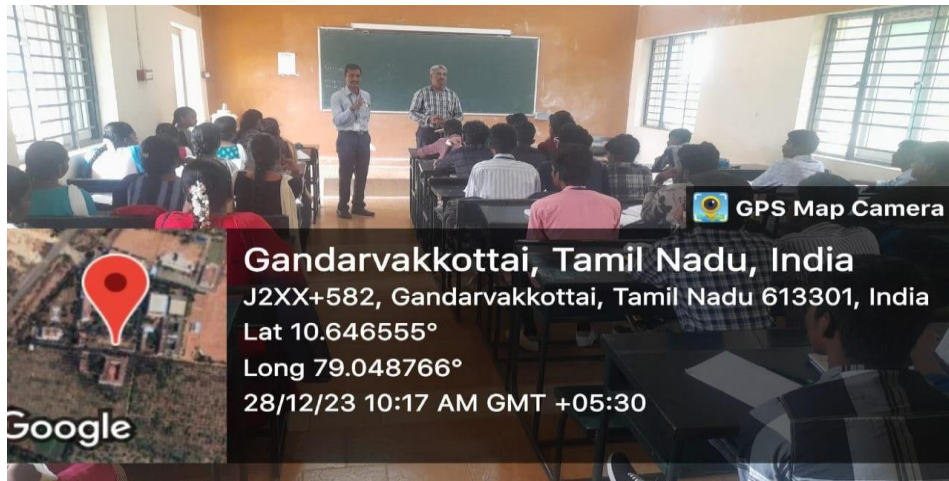 GPS Map Camera
Gandarvakkottai, Tamil Nadu, India
J2XX+582, Gandarvakkottai, Tamil Nadu 613301, India
Lat 10.646555°
Long 79.048766°
28/12/23 10:17 AM GMT +05:30
Google